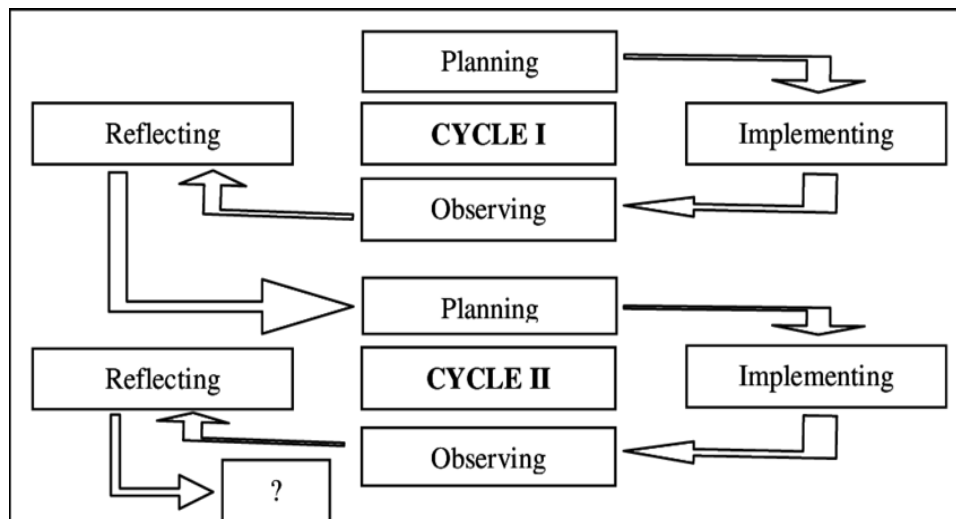 Planning
Reflecting
CYCLE I
Implementing
Observing
Planning
Reflecting
CYCLE II
Implementing
Observing
?